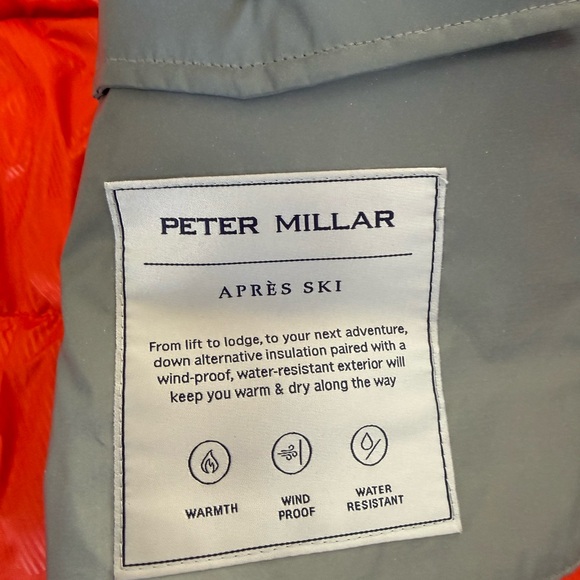 PETER MILLAR
APRÈS SKI
From lift to lodge, to your next adventure,
down alternative insulation paired with a
wind-proof, water-resistant exterior will
keep you warm & dry along the way
WARMTH
WIND
PROOF
WATER
RESISTANT